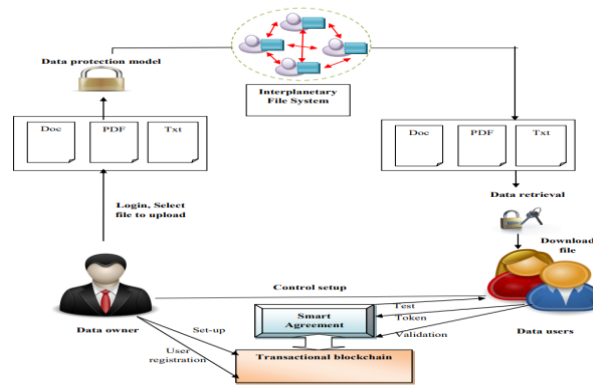 Data protection model
Interplanetary
File System
Doc
PDF
Txt
Doc
PDF
Txt
Login, Select
file to upload
Data retrieval
Download
file
Control setup
Data owner
Smart
Agreement
Test
Token
Validation
Data users
Set-up
User
registration
Transactional blockchain